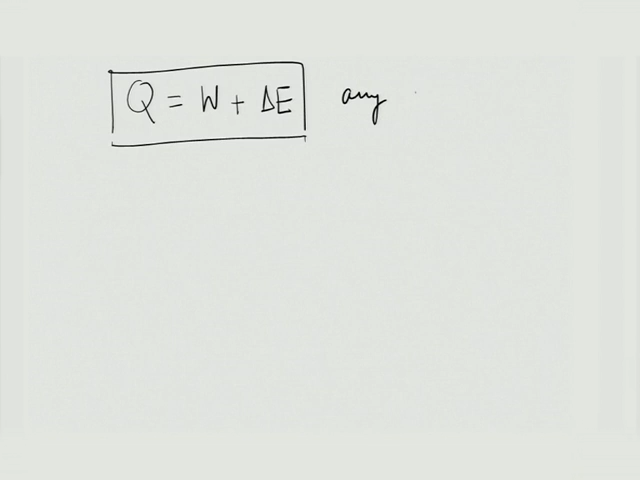 Q = W + ΔE any